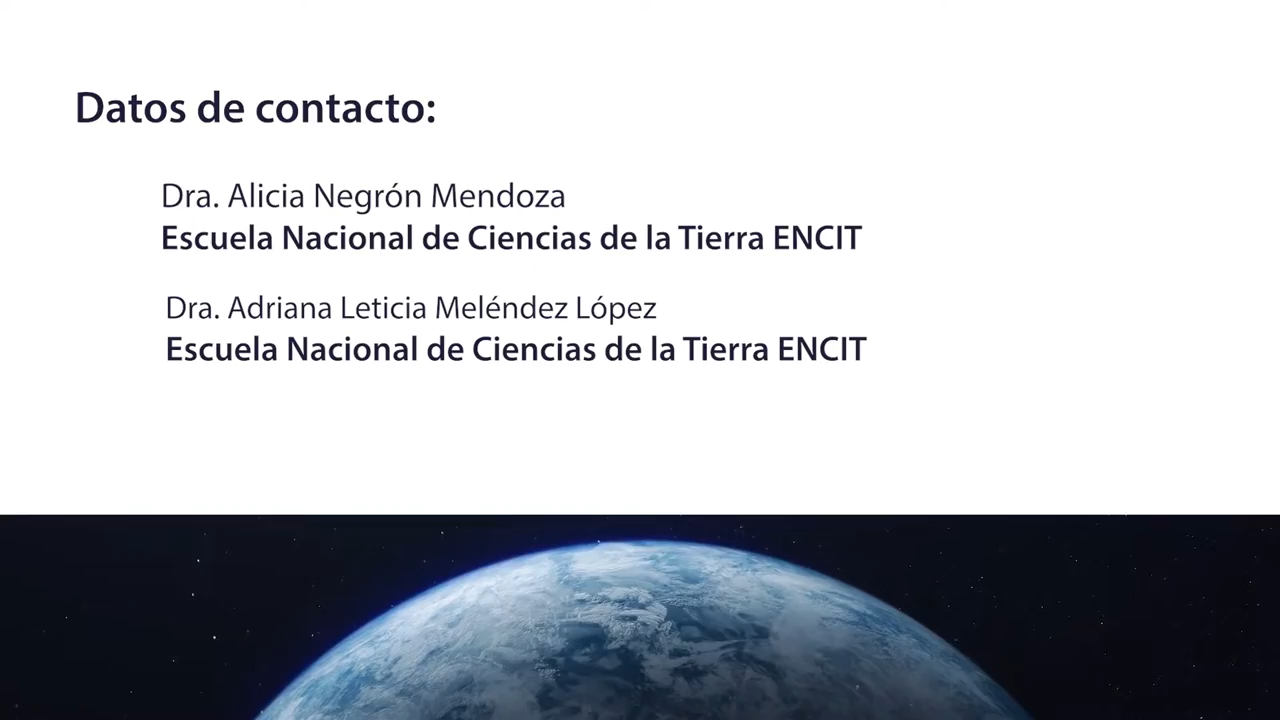 Datos de contacto:
Dra. Alicia Negrón Mendoza
Escuela Nacional de Ciencias de la Tierra ENCIT
Dra. Adriana Leticia Meléndez López
Escuela Nacional de Ciencias de la Tierra ENCIT